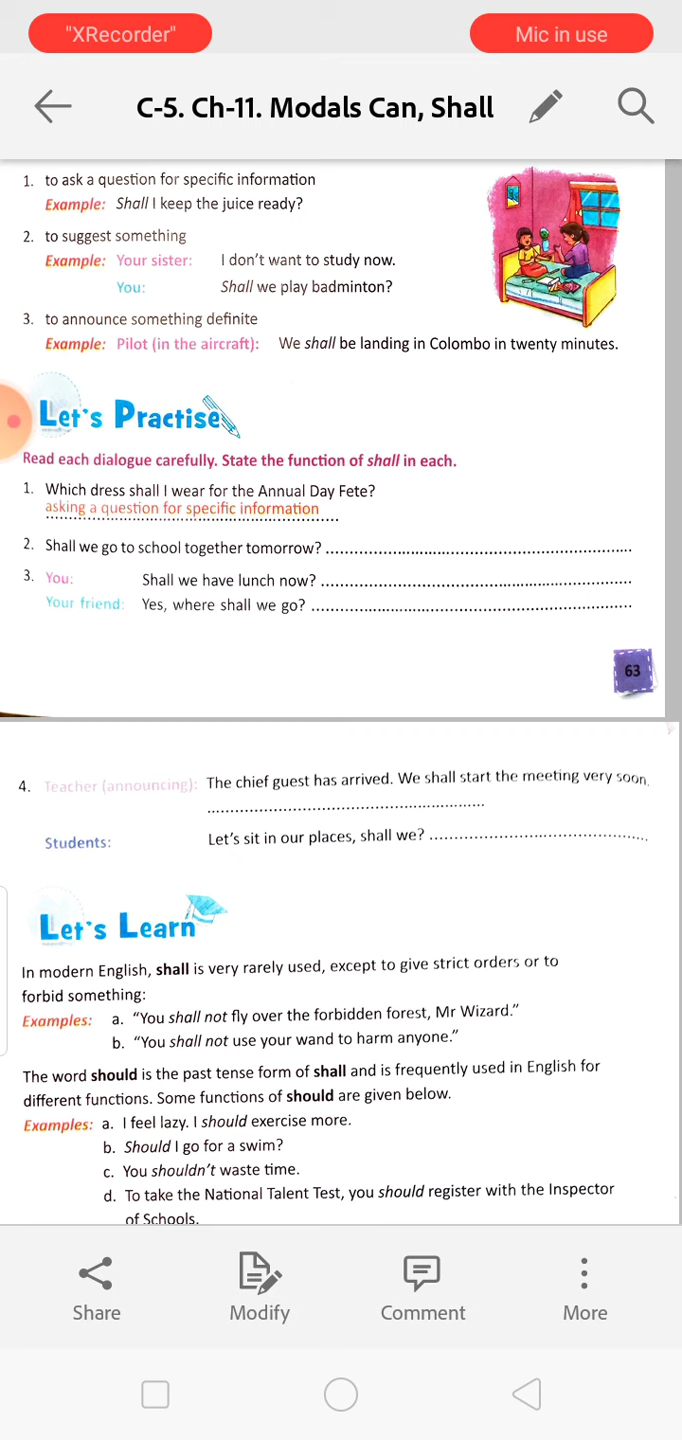 "XRecorder"
Mic in use
C-5. Ch-11. Modals Can, Shall
1. to ask a question for specific information
Example: Shall I keep the juice ready?
2. to suggest something
Example: Your sister: I don't want to study now.
You: Shall we play badminton?
3. to announce something definite
Example: Pilot (in the aircraft): We shall be landing in Colombo in twenty minutes.
Let's Practise
Read each dialogue carefully. State the function of shall in each.
1. Which dress shall I wear for the Annual Day Fete?
asking a question for specific information
2. Shall we go to school together tomorrow?
3. You: Shall we have lunch now?
Your friend: Yes, where shall we go?
63
4. Teacher (announcing): The chief guest has arrived. We shall start the meeting very soon.
Students: Let's sit in our places, shall we?
Let's Learn
In modern English, shall is very rarely used, except to give strict orders or to
forbid something:
Examples: a. "You shall not fly over the forbidden forest, Mr Wizard."
b. "You shall not use your wand to harm anyone."
The word should is the past tense form of shall and is frequently used in English for
different functions. Some functions of should are given below.
Examples: a. I feel lazy. I should exercise more.
b. Should I go for a swim?
c. You shouldn't waste time.
d. To take the National Talent Test, you should register with the Inspector
of Schools.
Share
Modify
Comment
More